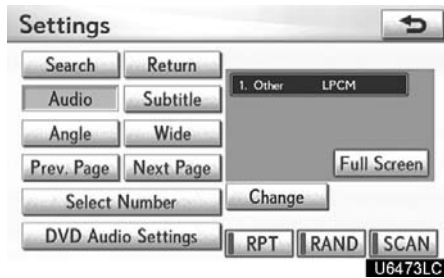 Settings
Search Return
Audio Subtitle
1. Other LPCM
Angle Wide
Prev. Page Next Page
Full Screen
Select Number
Change
DVD Audio Settings
RPT RAND SCAN
U6473LC